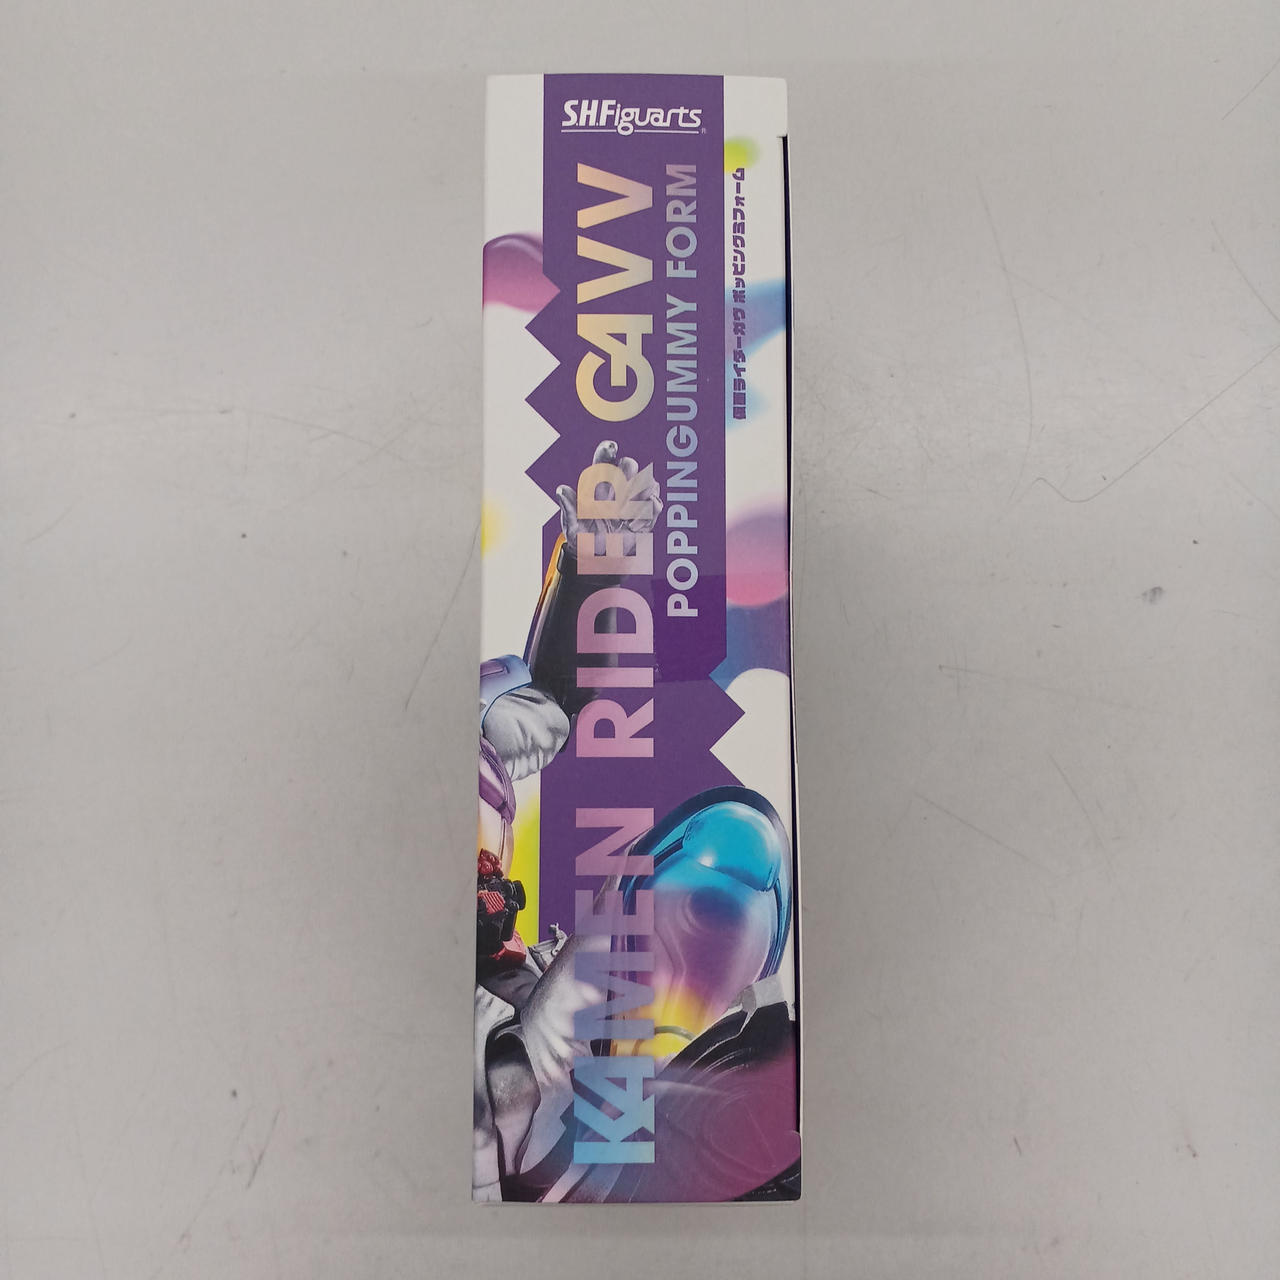 S.H.Figuarts®
KAMEN RIDER GAVV
POPPINGUMMY FORM
仮面ライダーガヴ ポッピングミフォーム